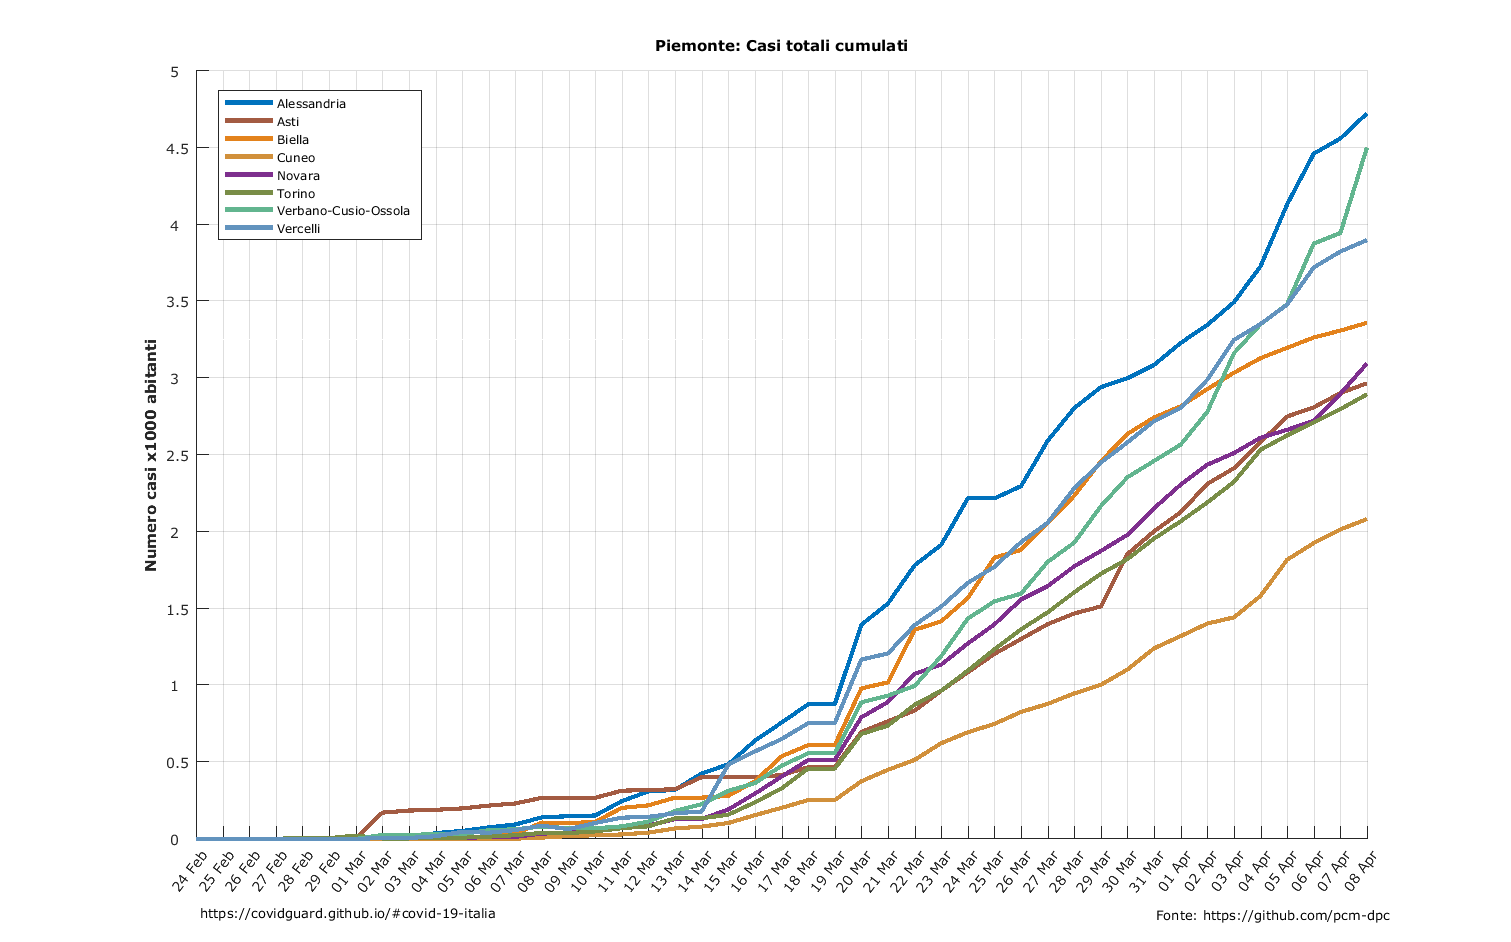 Piemonte: Casi totali cumulati
Numero casi x1000 abitanti
5
4.5
4
3.5
3
2.5
2
1.5
1
0.5
0
Alessandria
Asti
Biella
Cuneo
Novara
Torino
Verbano-Cusio-Ossola
Vercelli
24 Feb
25 Feb
26 Feb
27 Feb
28 Feb
29 Feb
01 Mar
02 Mar
03 Mar
04 Mar
05 Mar
06 Mar
07 Mar
08 Mar
09 Mar
10 Mar
11 Mar
12 Mar
13 Mar
14 Mar
15 Mar
16 Mar
17 Mar
18 Mar
19 Mar
20 Mar
21 Mar
22 Mar
23 Mar
24 Mar
25 Mar
26 Mar
27 Mar
28 Mar
29 Mar
30 Mar
31 Mar
01 Apr
02 Apr
03 Apr
04 Apr
05 Apr
06 Apr
07 Apr
08 Apr
https://covidguard.github.io/#covid-19-italia
Fonte: https://github.com/pcm-dpc